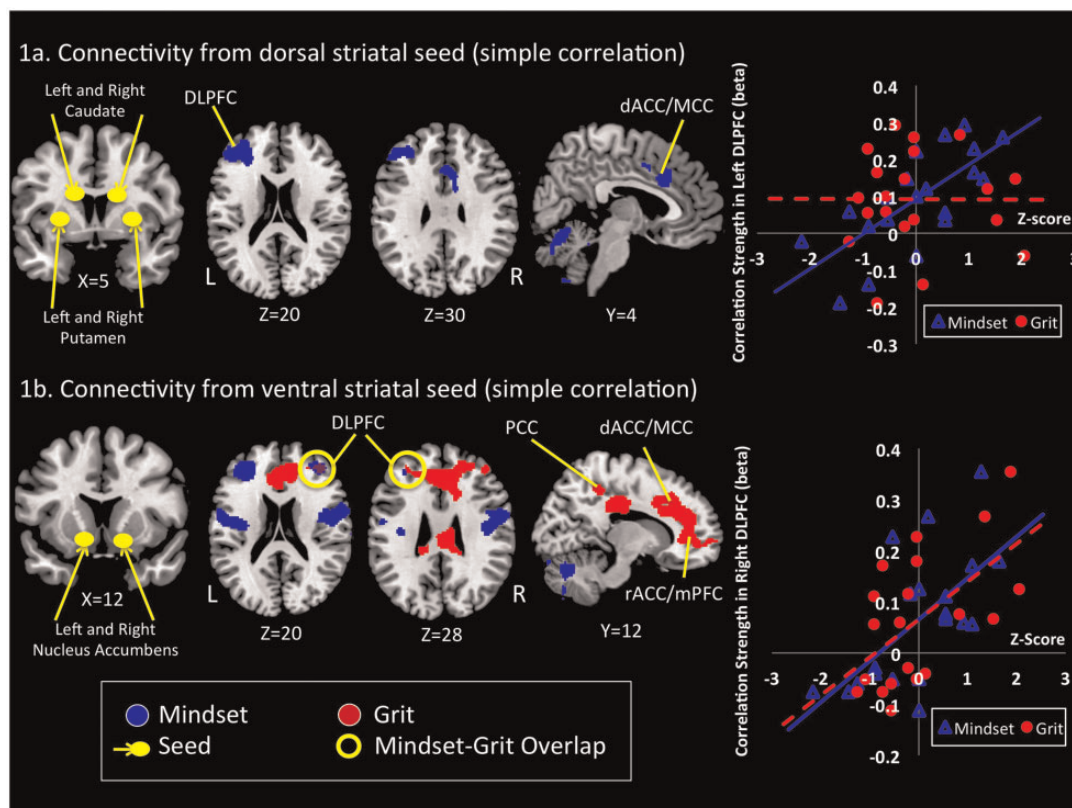 1a. Connectivity from dorsal striatal seed (simple correlation)
Left and Right
Caudate
DLPFC
dACC/MCC
X=5
L
R
Z=20
Z=30
Y=4
Left and Right
Putamen
Correlation Strength in Left DLPFC (beta)
0.4
0.3
0.2
0.1
0
-0.1
-0.2
-0.3
-3
-2
-1
0
1
2
3
Z-score
Mindset
Grit
1b. Connectivity from ventral striatal seed (simple correlation)
DLPFC
PCC
dACC/MCC
rACC/mPFC
X=12
L
R
Z=20
Z=28
Y=12
Left and Right
Nucleus Accumbens
Correlation Strength in Right DLPFC (beta)
0.4
0.3
0.2
0.1
0
-0.1
-0.2
-3
-2
-1
0
1
2
3
Z-Score
Mindset
Grit
Mindset
Grit
Seed
Mindset-Grit Overlap